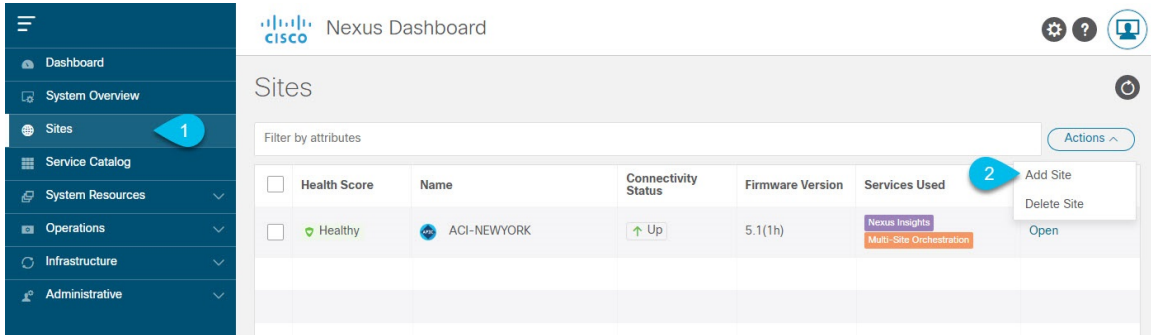 CISCO Nexus Dashboard
?
Dashboard
System Overview
Sites
1
Service Catalog
System Resources
Operations
Infrastructure
Administrative
Sites
Filter by attributes
Actions
2
Add Site
Delete Site
Health Score Name Connectivity Status Firmware Version Services Used
Healthy APIC ACI-NEWYORK Up 5.1(1h) Nexus Insights
Multi-Site Orchestration
Open